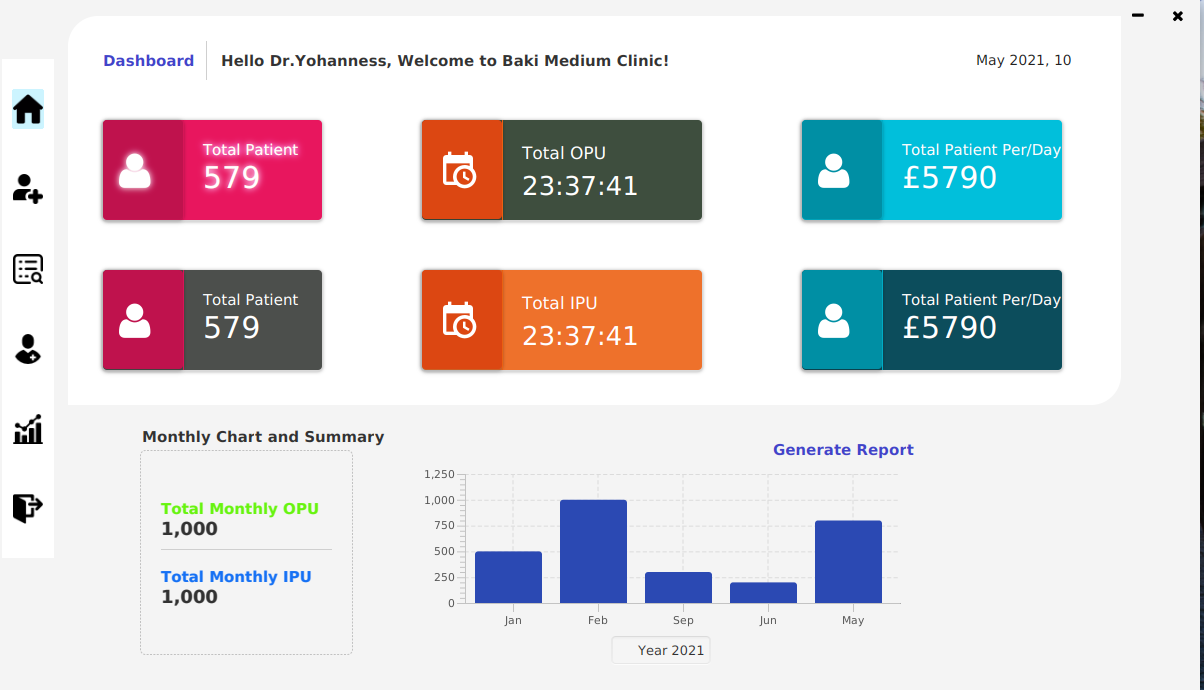 Dashboard
Hello Dr.Yohanness, Welcome to Baki Medium Clinic!
May 2021, 10
Total Patient
579
Total OPU
23:37:41
Total Patient Per/Day
£5790
Total Patient
579
Total IPU
23:37:41
Total Patient Per/Day
£5790
Monthly Chart and Summary
Total Monthly OPU
1,000
Total Monthly IPU
1,000
Generate Report
1,250
1,000
750
500
250
0
Jan
Feb
Sep
Jun
May
Year 2021